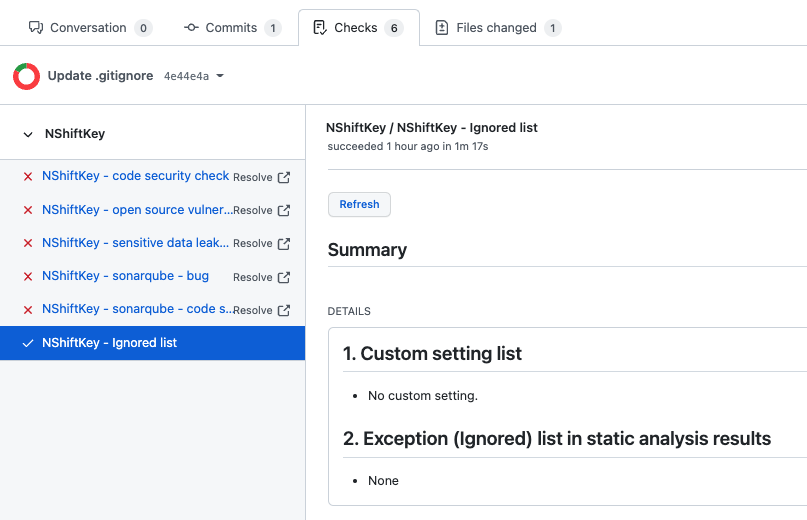 Conversation 0 Commits 1 Checks 6 Files changed 1
Update .gitignore 4e44e4a
NShiftKey
NShiftKey - code security check Resolve
NShiftKey - open source vulner... Resolve
NShiftKey - sensitive data leak... Resolve
NShiftKey - sonarqube - bug Resolve
NShiftKey - sonarqube - code s... Resolve
NShiftKey - Ignored list
NShiftKey / NShiftKey - Ignored list
succeeded 1 hour ago in 1m 17s
Refresh
Summary
DETAILS
1. Custom setting list
• No custom setting.
2. Exception (Ignored) list in static analysis results
• None